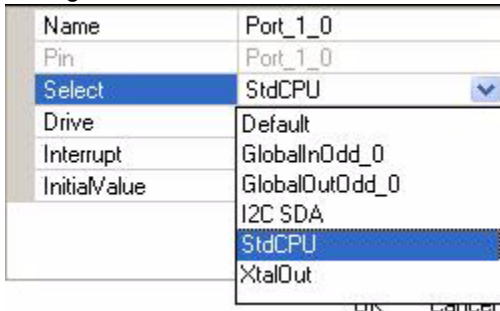 Name Port_1_0
Pin Port_1_0
Select StdCPU
Drive Default
Interrupt GlobalInOdd_0
InitialValue GlobalOutOdd_0
I2C SDA
StdCPU
XtalOut